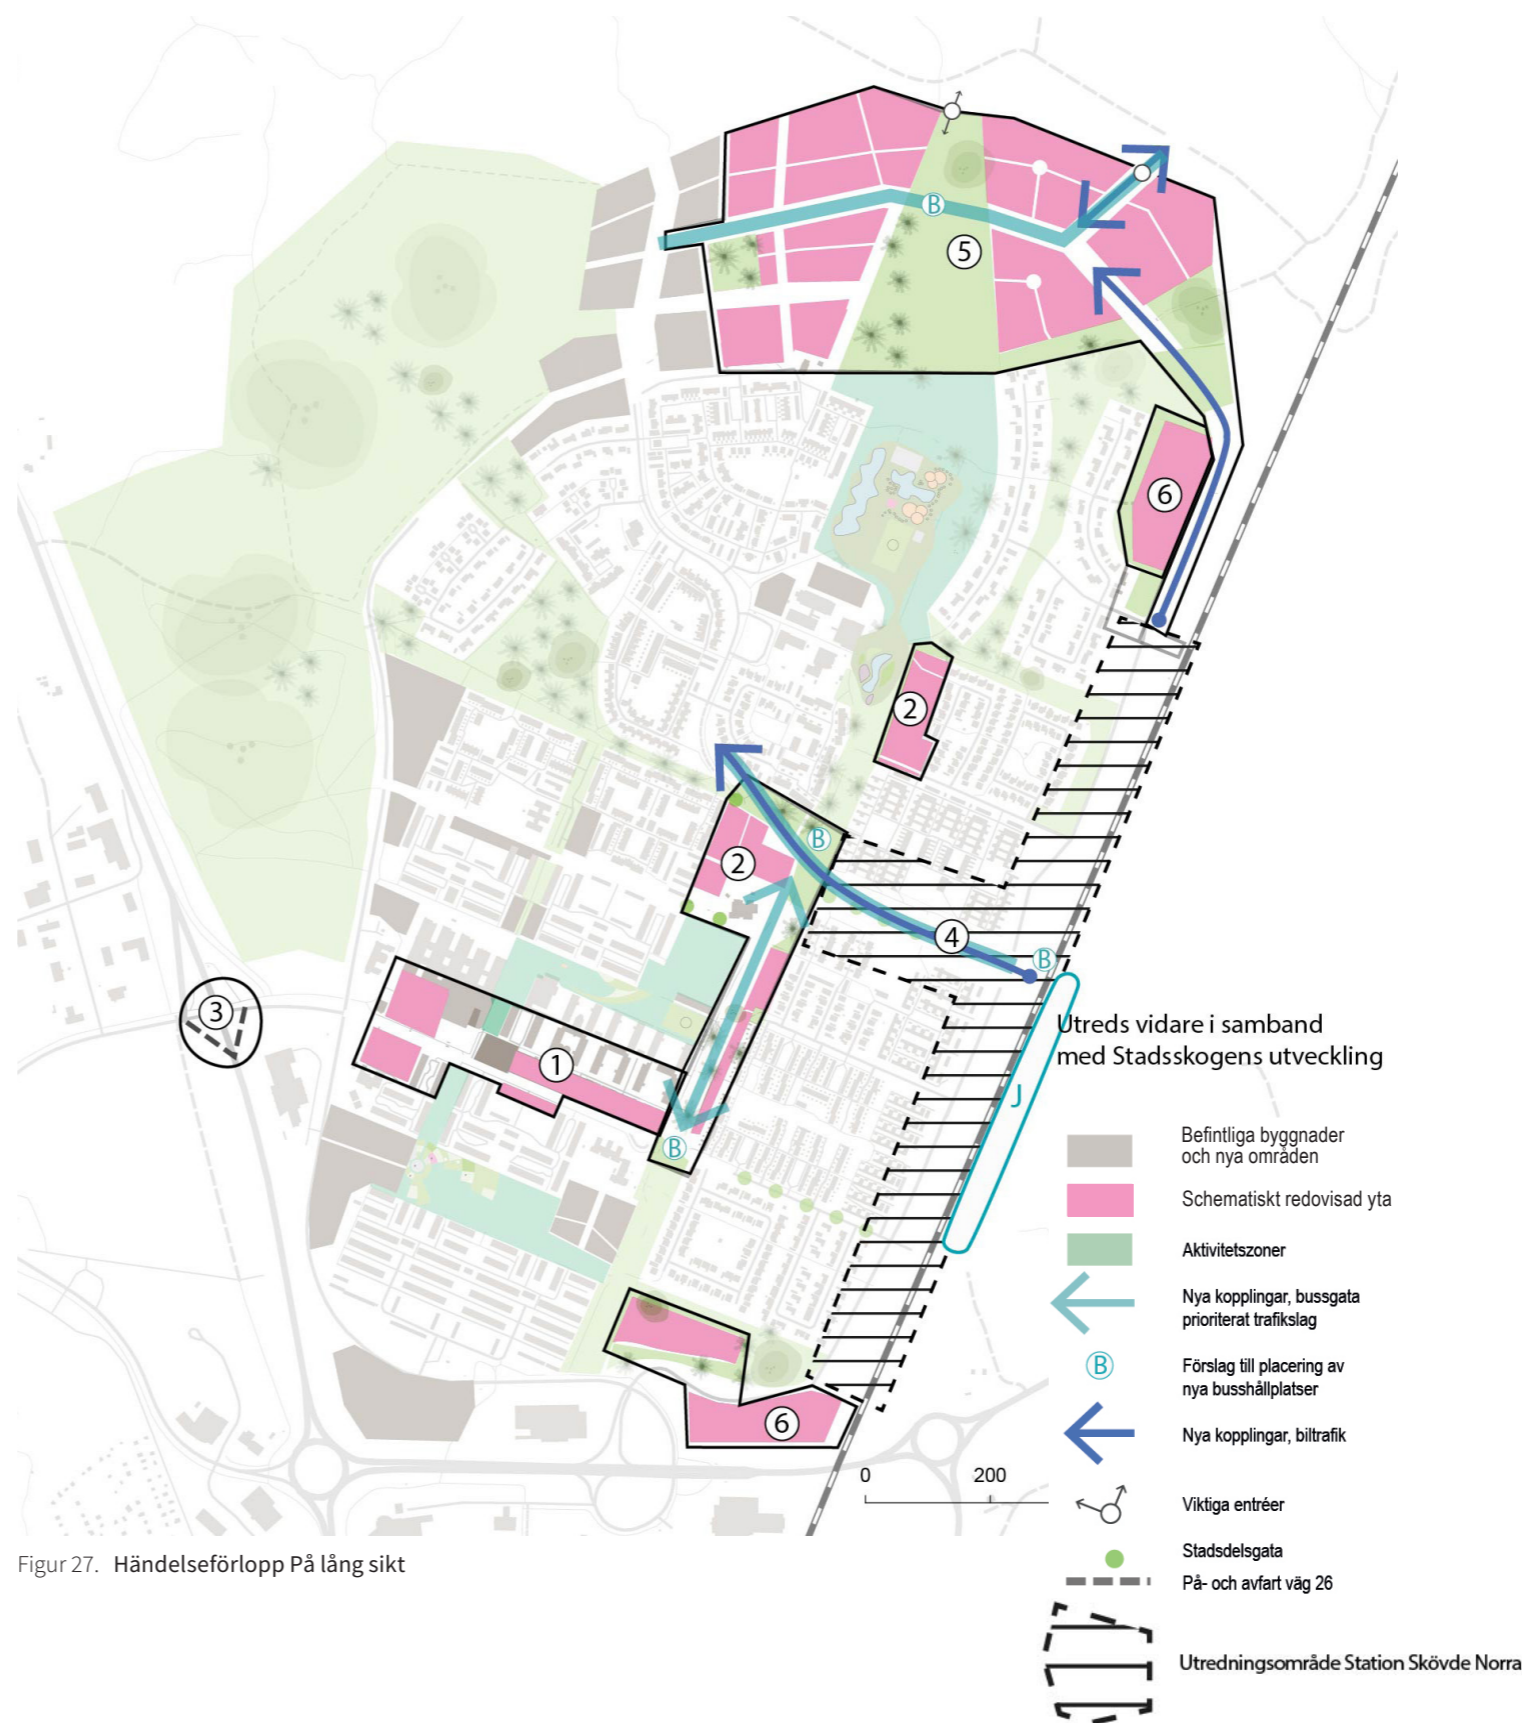 B
5
6
2
B
2
4
B
3
1
B
J
Utreds vidare i samband
med Stadsskogens utveckling
Befintliga byggnader
och nya områden
Schematiskt redovisad yta
Aktivitetszoner
Nya kopplingar, bussgata
prioriterat trafikslag
B
Förslag till placering av
nya busshållplatser
Nya kopplingar, biltrafik
6
0 200
Viktiga entréer
Stadsdelsgata
På- och avfart väg 26
Utredningsområde Station Skövde Norra
Figur 27. Händelseförlopp På lång sikt